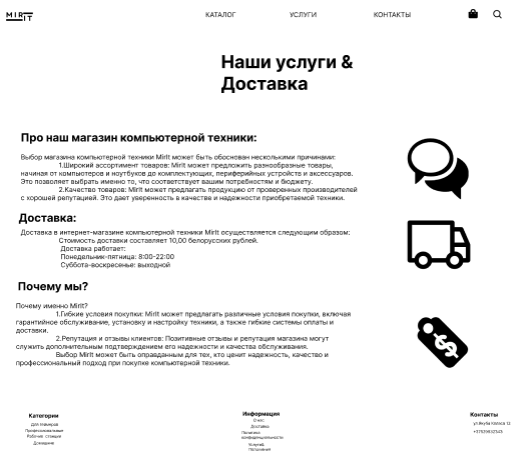 MIRIT
КАТАЛОГ УСЛУГИ КОНТАКТЫ
Наши услуги &
Доставка
Про наш магазин компьютерной техники:
Выбор магазина компьютерной техники Mirit может быть обоснован несколькими причинами:
1.Широкий ассортимент товаров: Mirit может предложить разнообразные товары,
начиная от компьютеров и ноутбуков до комплектующих, периферийных устройств и аксессуаров.
Это позволяет выбрать именно то, что соответствует вашим потребностям и бюджету.
2.Качество товаров: Mirit может предлагать продукцию от проверенных производителей
с хорошей репутацией. Это дает уверенность в качестве и надежности приобретаемой техники.
Доставка:
Доставка в интернет-магазине компьютерной техники Mirit осуществляется следующим образом:
Стоимость доставки составляет 10,00 белорусских рублей.
Доставка работает:
Понедельник-пятница: 8:00-22:00
Суббота-воскресенье: выходной
Почему мы?
Почему именно Mirit?
1.Гибкие условия покупки: Mirit может предлагать различные условия покупки, включая
гарантийное обслуживание, установку и настройку техники, а также гибкие системы оплаты и
доставки.
2.Репутация и отзывы клиентов: Позитивные отзывы и репутация магазина могут
служить дополнительным подтверждением его надежности и качества обслуживания.
Выбор Mirit может быть оправданным для тех, кто ценит надежность, качество и
профессиональный подход при покупке компьютерной техники.
Категории
Для геймеров
Профессиональные
Рабочие станции
Домашние
Информация
О нас
Доставка
Политика
конфиденциальности
Контакты
ул.Якуба Коласа 12